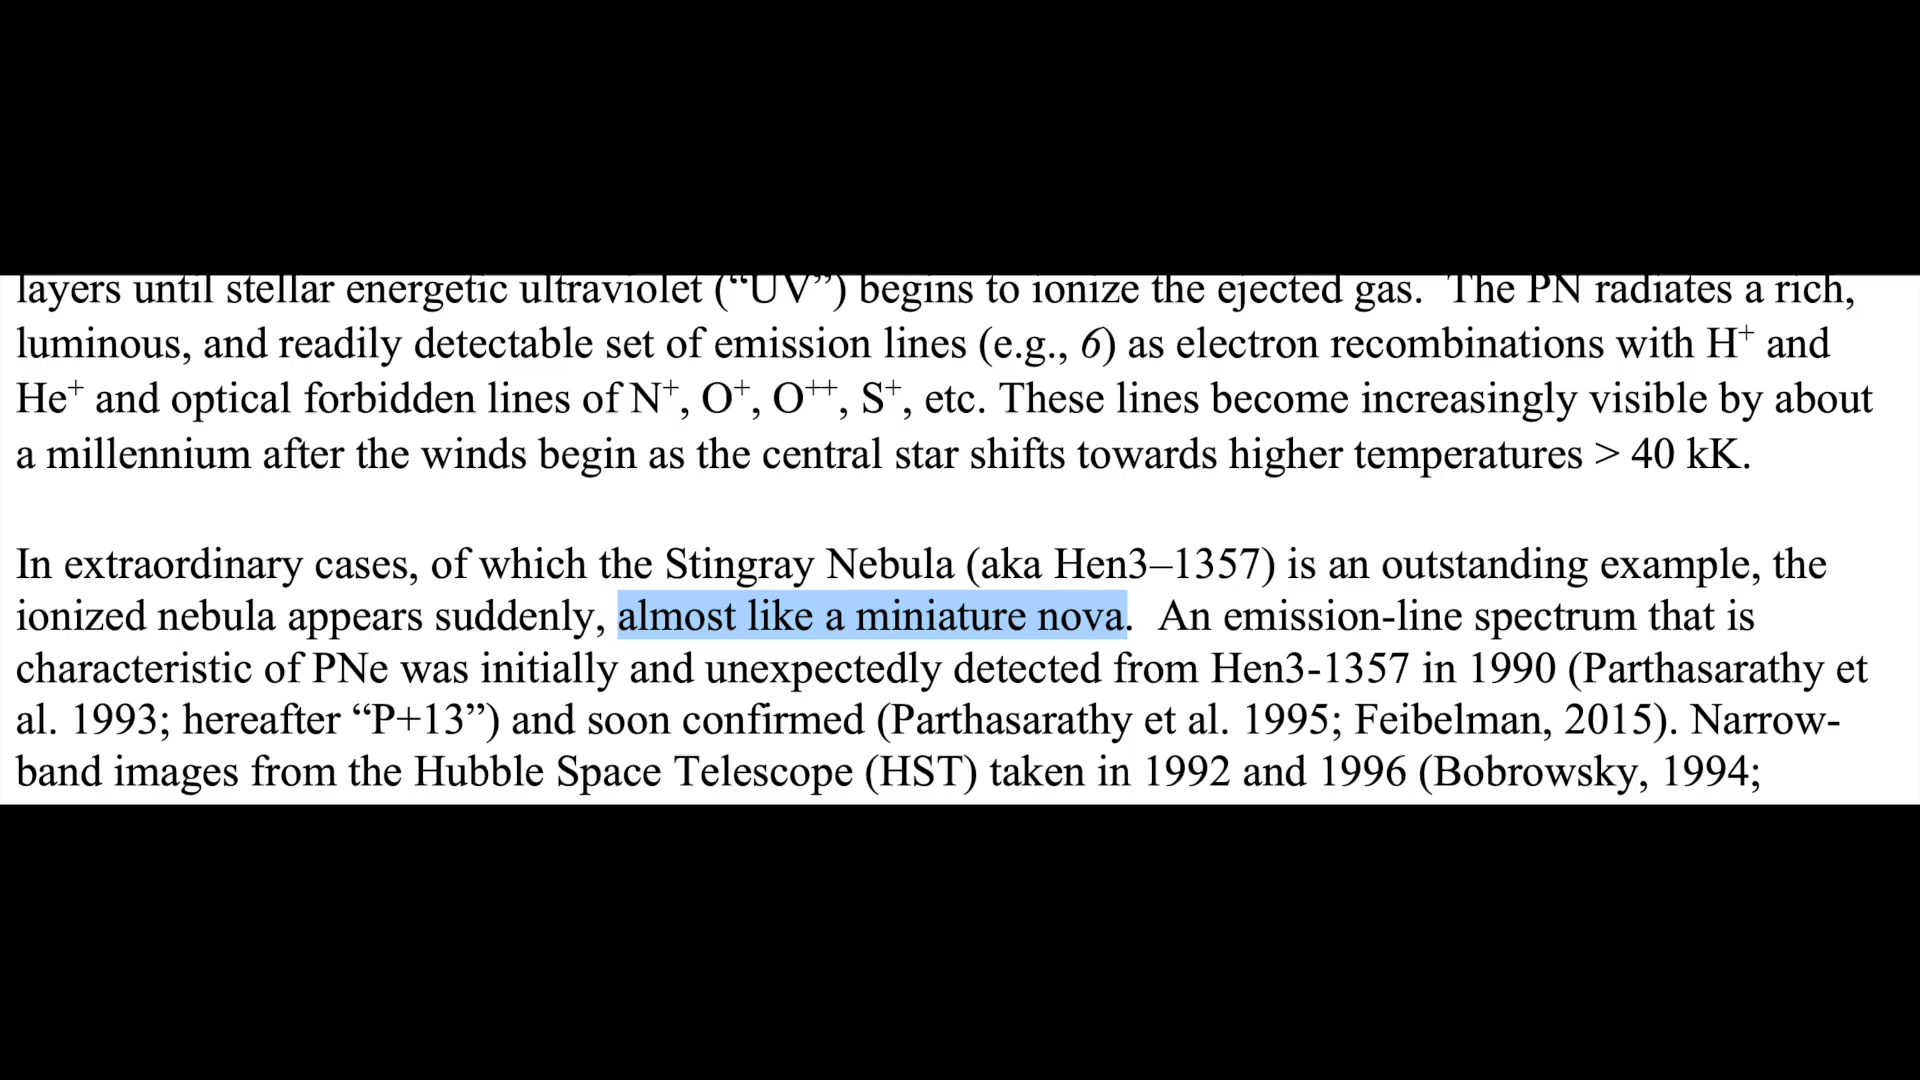 layers until stellar energetic ultraviolet (“UV”) begins to ionize the ejected gas.  The PN radiates a rich,
luminous, and readily detectable set of emission lines (e.g., 6) as electron recombinations with H⁺ and
He⁺ and optical forbidden lines of N⁺, O⁺, O⁺⁺, S⁺, etc. These lines become increasingly visible by about
a millennium after the winds begin as the central star shifts towards higher temperatures > 40 kK.
In extraordinary cases, of which the Stingray Nebula (aka Hen3–1357) is an outstanding example, the
ionized nebula appears suddenly, almost like a miniature nova.  An emission-line spectrum that is
characteristic of PNe was initially and unexpectedly detected from Hen3-1357 in 1990 (Parthasarathy et
al. 1993; hereafter “P+13”) and soon confirmed (Parthasarathy et al. 1995; Feibelman, 2015). Narrow-
band images from the Hubble Space Telescope (HST) taken in 1992 and 1996 (Bobrowsky, 1994;